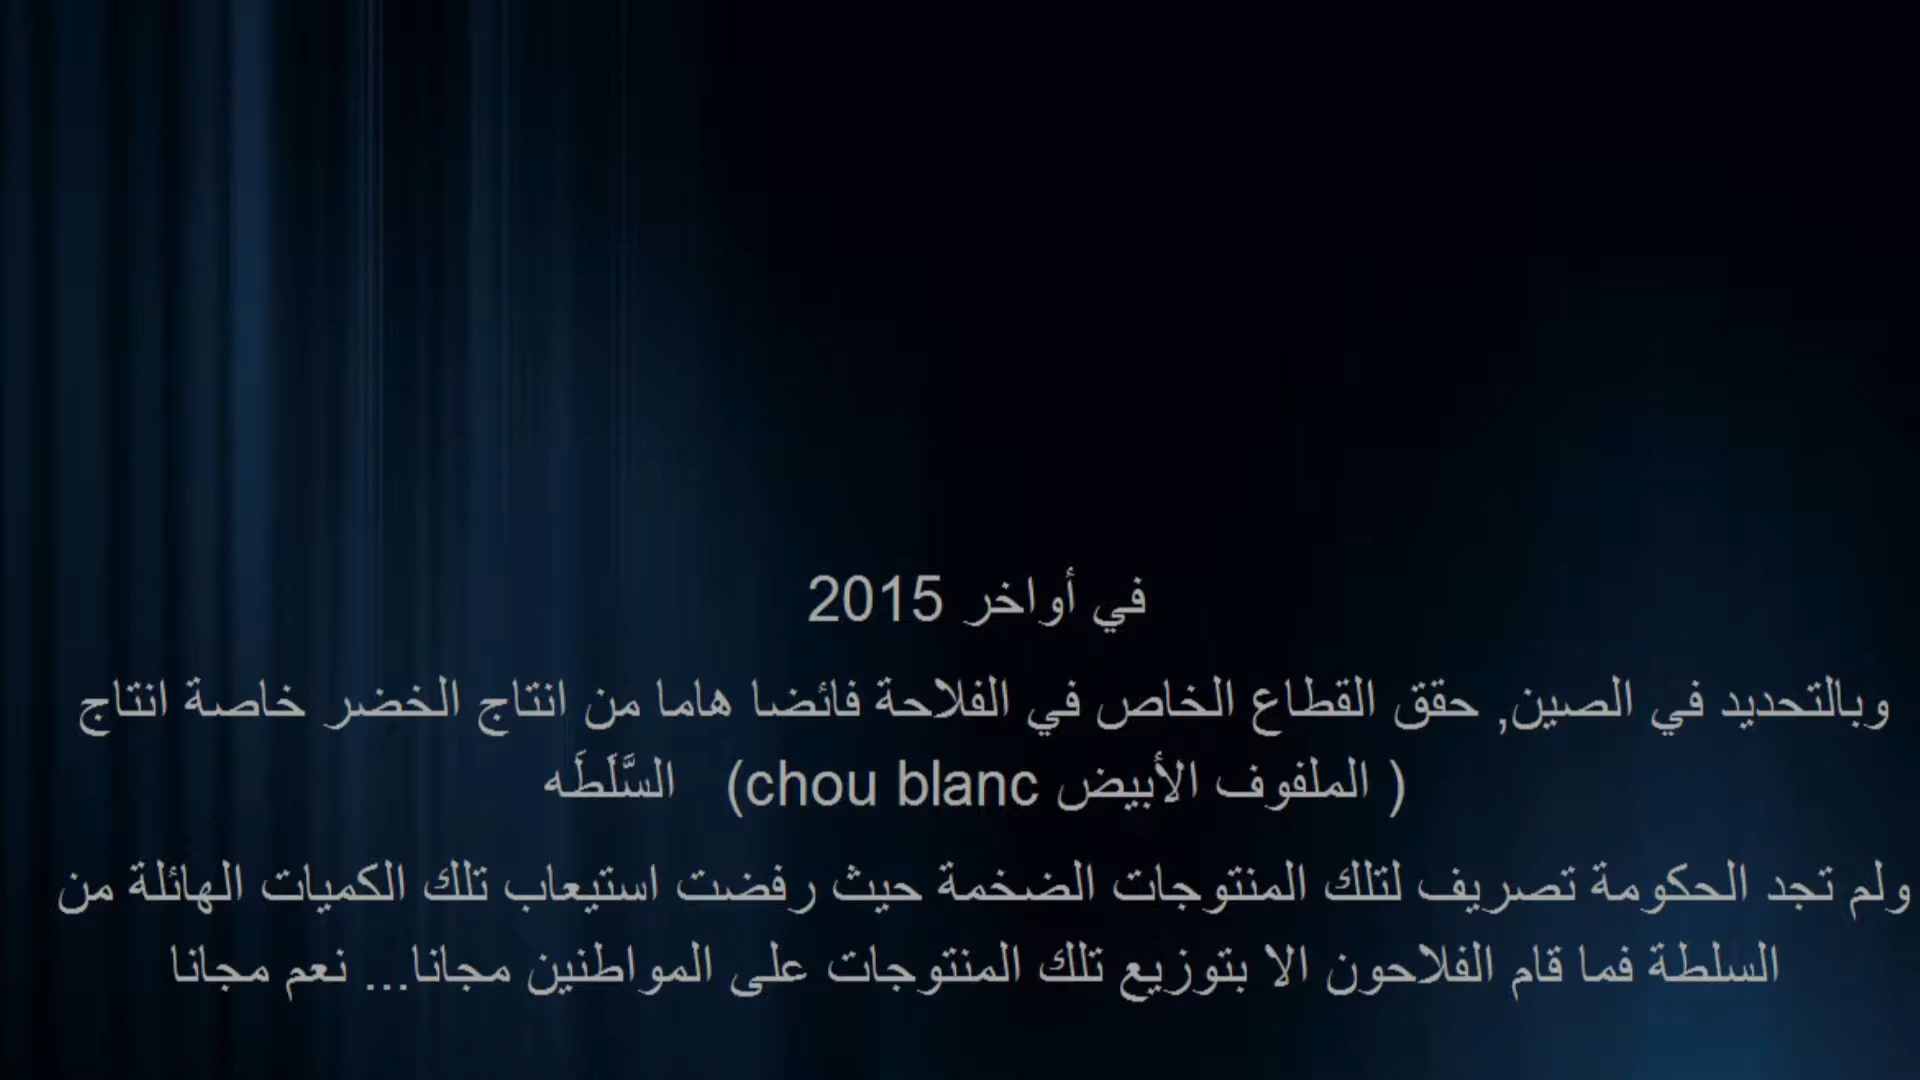 في أواخر 2015
وبالتحديد في الصين, حقق القطاع الخاص في الفلاحة فائضا هاما من انتاج الخضر خاصة انتاج
( الملفوف الأبيض chou blanc) السَّلَطَه
ولم تجد الحكومة تصريف لتلك المنتوجات الضخمة حيث رفضت استيعاب تلك الكميات الهائلة من
السلطة فما قام الفلاحون الا بتوزيع تلك المنتوجات على المواطنين مجانا... نعم مجانا